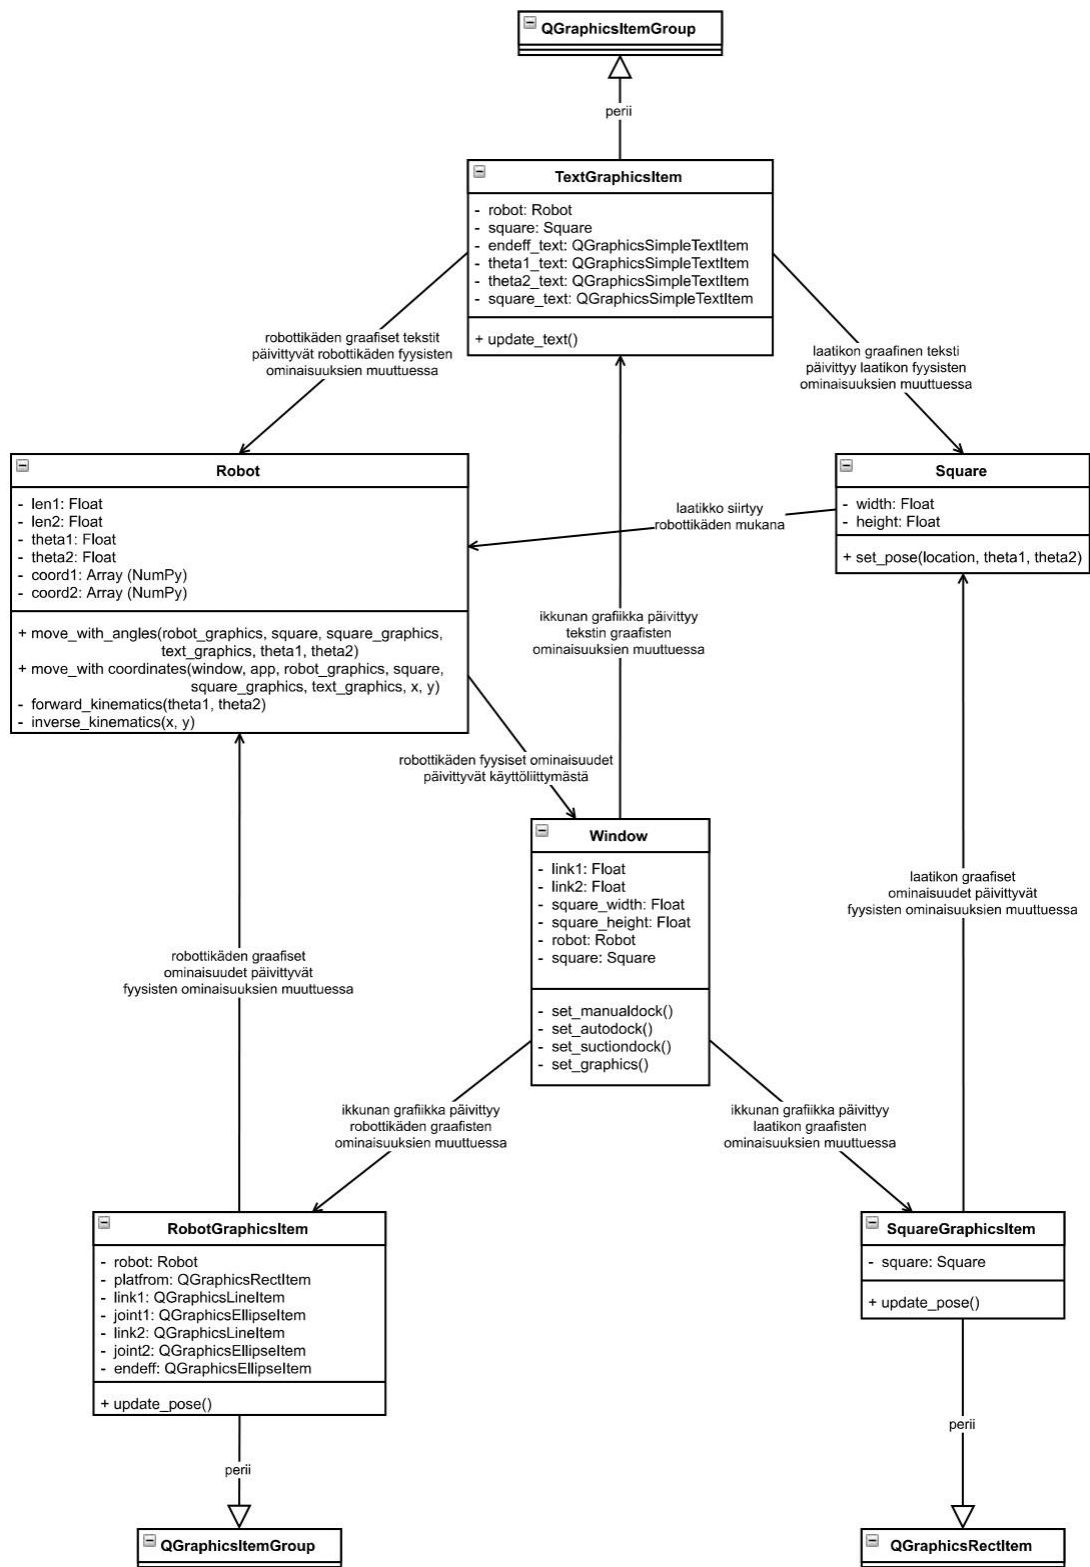 QGraphicsItemGroup
perii
TextGraphicsItem
- robot: Robot
- square: Square
- endeff_text: QGraphicsSimpleTextItem
- theta1_text: QGraphicsSimpleTextItem
- theta2_text: QGraphicsSimpleTextItem
- square_text: QGraphicsSimpleTextItem
+ update_text()
robottikäden graafiset tekstit
päivittyvät robottikäden fyysisten
ominaisuuksien muuttuessa
laatikon graafinen teksti
päivittyy laatikon fyysisten
ominaisuuksien muuttuessa
Robot
- len1: Float
- len2: Float
- theta1: Float
- theta2: Float
- coord1: Array (NumPy)
- coord2: Array (NumPy)
+ move_with_angles(robot_graphics, square, square_graphics,
text_graphics, theta1, theta2)
+ move_with coordinates(window, app, robot_graphics, square,
square_graphics, text_graphics, x, y)
- forward_kinematics(theta1, theta2)
- inverse_kinematics(x, y)
Square
- width: Float
- height: Float
+ set_pose(location, theta1, theta2)
laatikko siirtyy
robottikäden mukana
ikkunan grafiikka päivittyy
tekstin graafisten
ominaisuuksien muuttuessa
robottikäden fyysiset ominaisuudet
päivittyvät käyttöliittymästä
Window
- link1: Float
- link2: Float
- square_width: Float
- square_height: Float
- robot: Robot
- square: Square
- set_manualdock()
- set_autodock()
- set_suctiondock()
- set_graphics()
laatikon graafiset
ominaisuudet päivittyvät
fyysisten ominaisuuksien muuttuessa
robottikäden graafiset
ominaisuudet päivittyvät
fyysisten ominaisuuksien muuttuessa
ikkunan grafiikka päivittyy
robottikäden graafisten
ominaisuuksien muuttuessa
ikkunan grafiikka päivittyy
laatikon graafisten
ominaisuuksien muuttuessa
RobotGraphicsItem
- robot: Robot
- platfrom: QGraphicsRectItem
- link1: QGraphicsLineItem
- joint1: QGraphicsEllipseItem
- link2: QGraphicsLineItem
- joint2: QGraphicsEllipseItem
- endeff: QGraphicsEllipseItem
+ update_pose()
SquareGraphicsItem
- square: Square
+ update_pose()
perii
perii
QGraphicsItemGroup
QGraphicsRectItem